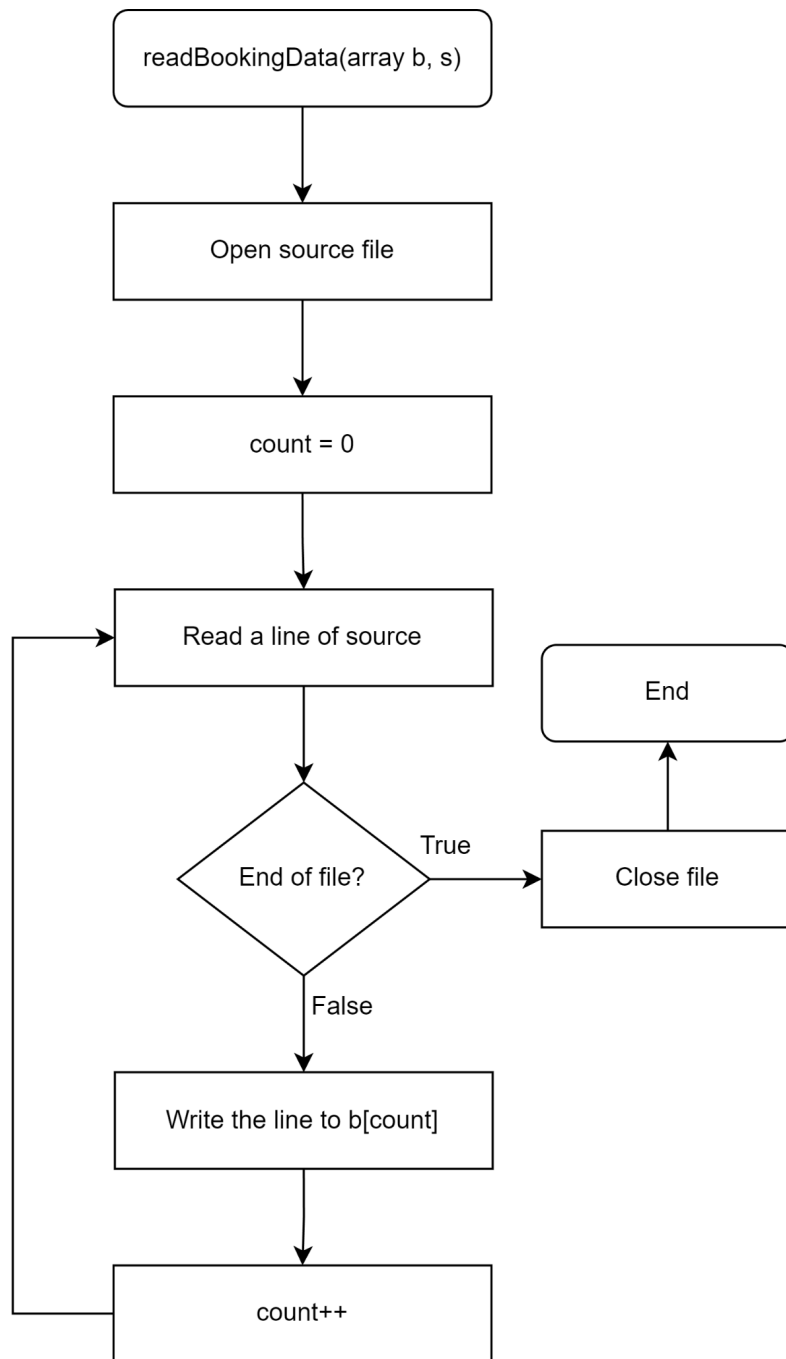 readBookingData(array b, s)
Open source file
count = 0
Read a line of source
End
End of file?
True
Close file
False
Write the line to b[count]
count++